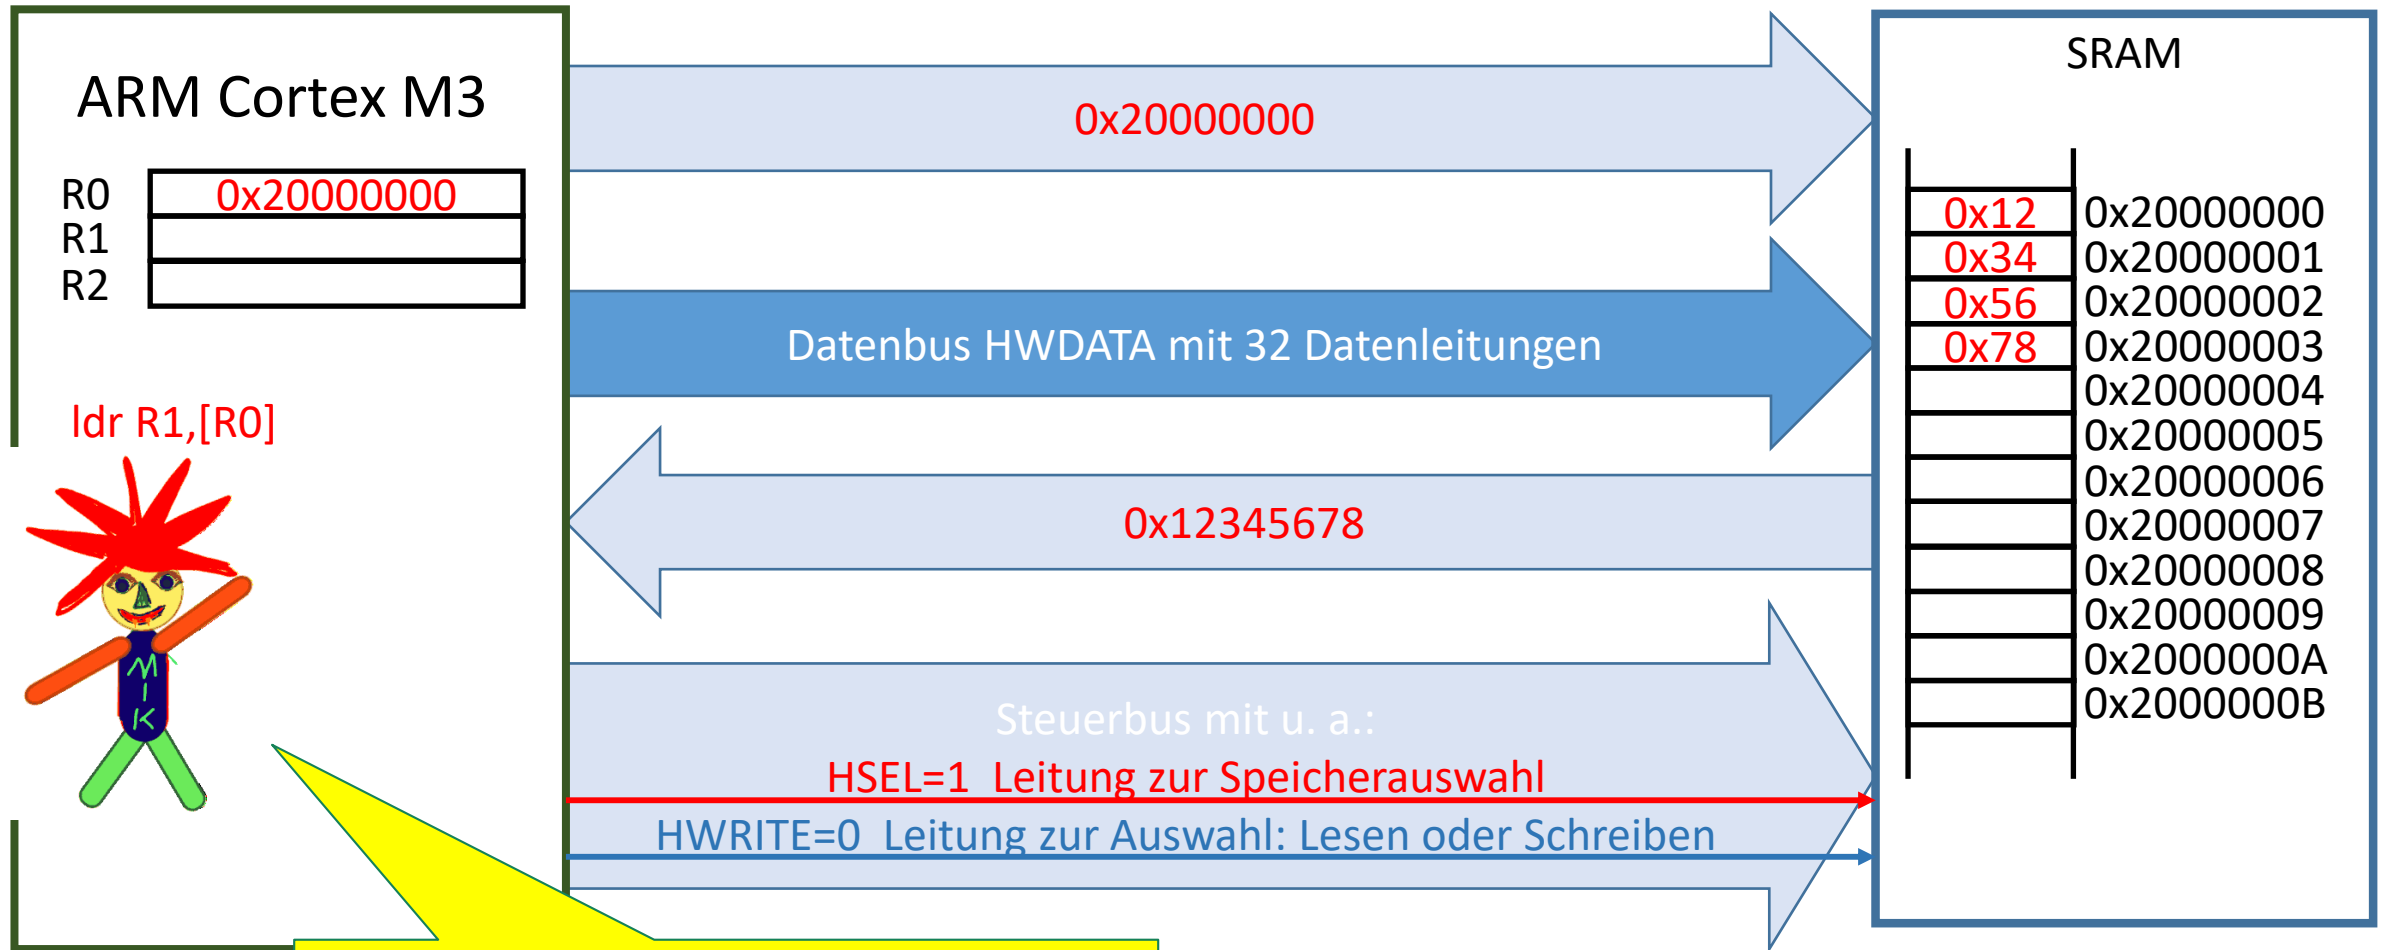 ARM Cortex M3
R0 0x20000000
R1
R2
ldr R1,[R0]
MIK
0x20000000
Datenbus HWDATA mit 32 Datenleitungen
0x12345678
Steuerbus mit u. a.:
HSEL=1 Leitung zur Speicherauswahl
HWRITE=0 Leitung zur Auswahl: Lesen oder Schreiben
SRAM
0x12 0x20000000
0x34 0x20000001
0x56 0x20000002
0x78 0x20000003
0x20000004
0x20000005
0x20000006
0x20000007
0x20000008
0x20000009
0x2000000A
0x2000000B